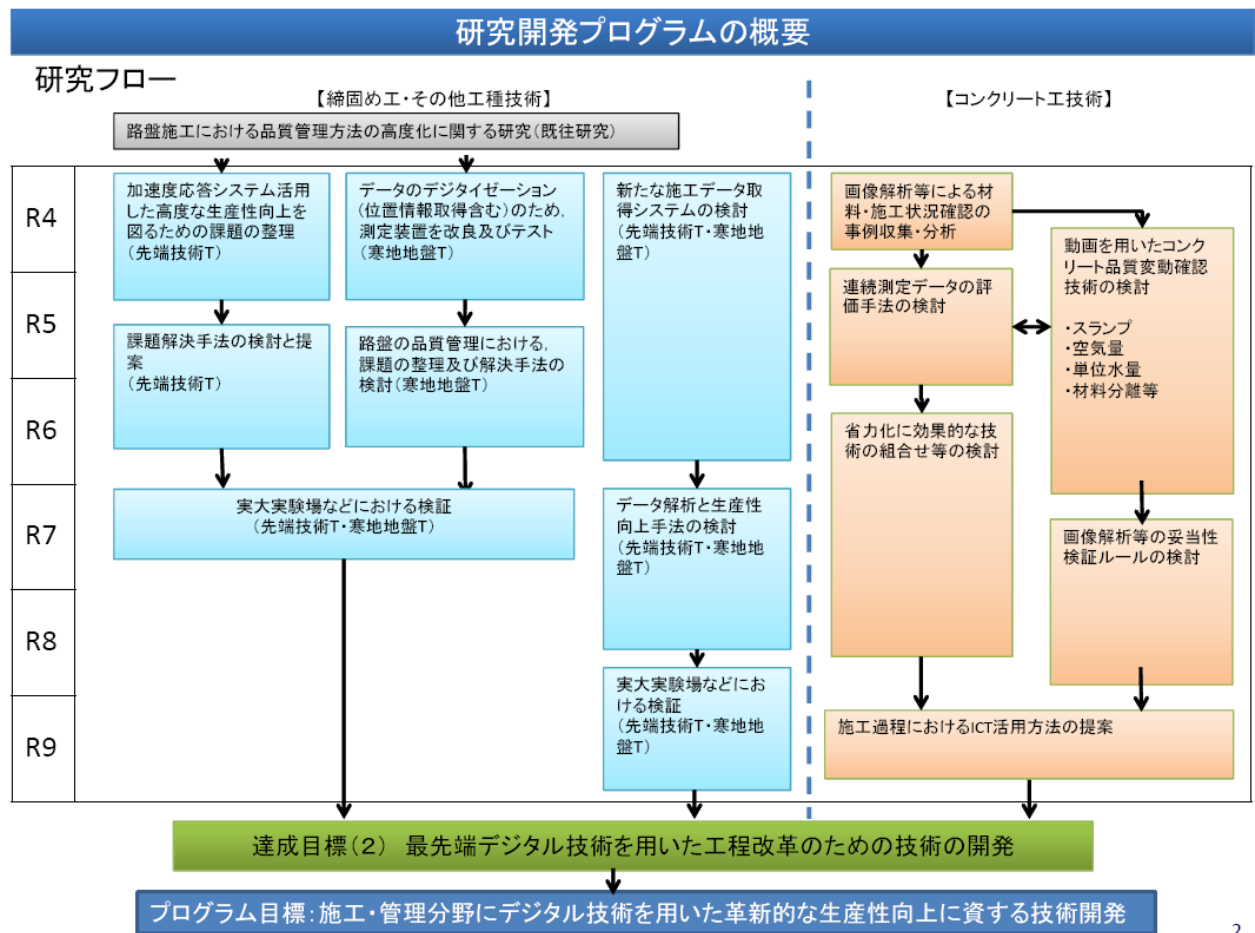 研究開発プログラムの概要
研究フロー
【締固め工・その他工種技術】
【コンクリート工技術】
路盤施工における品質管理方法の高度化に関する研究(既往研究)
R4
R5
R6
R7
R8
R9
加速度応答システム活用
した高度な生産性向上を
図るための課題の整理
(先端技術T)
課題解決手法の検討と提
案
(先端技術T)
データのデジタイゼーション
(位置情報取得含む)のため,
測定装置を改良及びテスト
(寒地地盤T)
路盤の品質管理における,
課題の整理及び解決手法の
検討(寒地地盤T)
実大実験場などにおける検証
(先端技術T・寒地地盤T)
新たな施工データ取
得システムの検討
(先端技術T・寒地地
盤T)
データ解析と生産性
向上手法の検討
(先端技術T・寒地地
盤T)
実大実験場などにお
ける検証
(先端技術T・寒地地
盤T)
画像解析等による材
料・施工状況確認の
事例収集・分析
連続測定データの評
価手法の検討
省力化に効果的な技
術の組合せ等の検討
動画を用いたコンク
リート品質変動確認
技術の検討
・スランプ
・空気量
・単位水量
・材料分離等
画像解析等の妥当性
検証ルールの検討
施工過程におけるICT活用方法の提案
達成目標(2) 最先端デジタル技術を用いた工程改革のための技術の開発
プログラム目標:施工・管理分野にデジタル技術を用いた革新的な生産性向上に資する技術開発
2